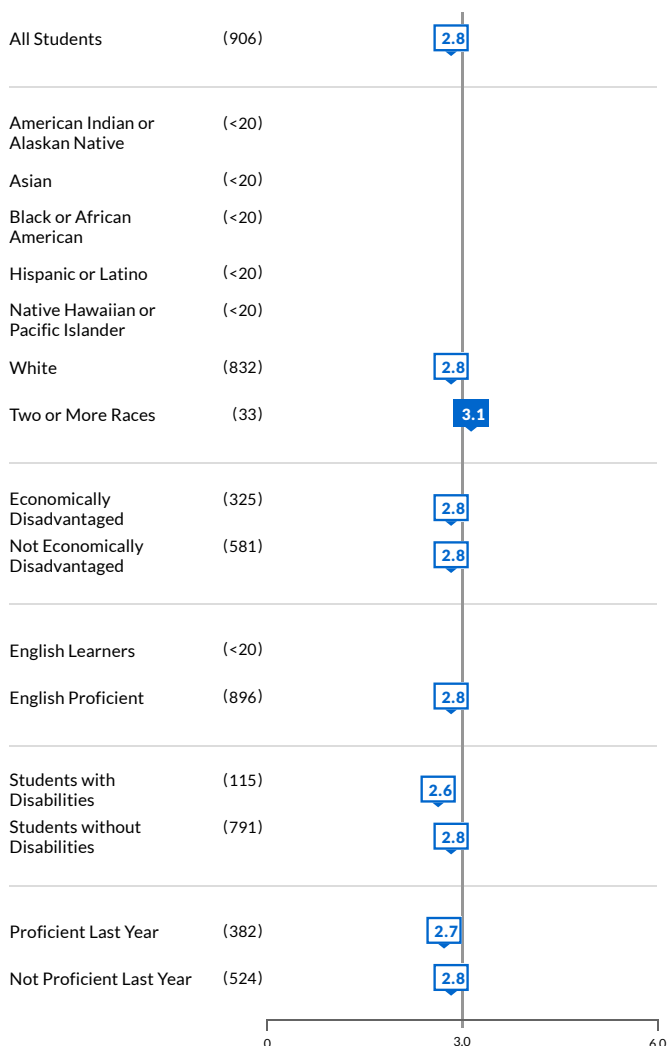 All Students (906) 2.8
American Indian or (<20)
Alaskan Native
Asian (<20)
Black or African (<20)
American
Hispanic or Latino (<20)
Native Hawaiian or (<20)
Pacific Islander
White (832) 2.8
Two or More Races (33) 3.1
Economically (325) 2.8
Disadvantaged
Not Economically (581) 2.8
Disadvantaged
English Learners (<20)
English Proficient (896) 2.8
Students with (115) 2.6
Disabilities
Students without (791) 2.8
Disabilities
Proficient Last Year (382) 2.7
Not Proficient Last Year (524) 2.8
0 3.0 6.0